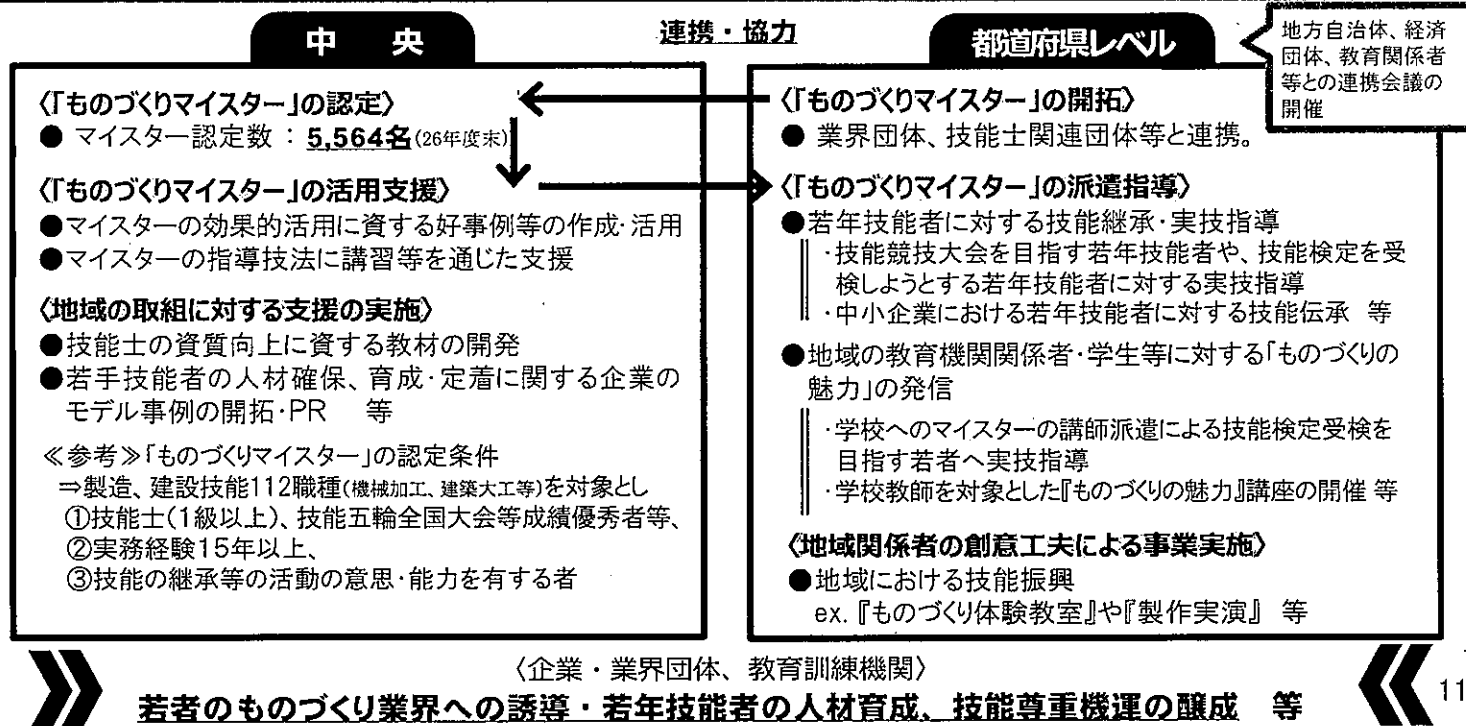 連携・協力
中 央
〈｢ものづくりマイスター｣の認定〉
● マイスター認定数 ： 5,564名(26年度末)
〈｢ものづくりマイスター｣の活用支援〉
●マイスターの効果的活用に資する好事例等の作成・活用
●マイスターの指導技法に講習等を通じた支援
〈地域の取組に対する支援の実施〉
●技能士の資質向上に資する教材の開発
●若手技能者の人材確保、育成・定着に関する企業の
モデル事例の開拓・PR 等
≪参考≫｢ものづくりマイスター｣の認定条件
⇒製造、建設技能112職種(機械加工、建築大工等)を対象とし
①技能士(1級以上)、技能五輪全国大会等成績優秀者等、
②実務経験15年以上、
③技能の継承等の活動の意思・能力を有する者
都道府県レベル
地方自治体、経済
団体、教育関係者
等との連携会議の
開催
〈｢ものづくりマイスター｣の開拓〉
● 業界団体、技能士関連団体等と連携。
〈｢ものづくりマイスター｣の派遣指導〉
●若年技能者に対する技能継承・実技指導
・技能競技大会を目指す若年技能者や、技能検定を受
検しようとする若年技能者に対する実技指導
・中小企業における若年技能者に対する技能伝承 等
●地域の教育機関関係者・学生等に対する｢ものづくりの
魅力｣の発信
・学校へのマイスターの講師派遣による技能検定受検を
目指す若者へ実技指導
・学校教師を対象とした『ものづくりの魅力』講座の開催 等
〈地域関係者の創意工夫による事業実施〉
●地域における技能振興
ex.『ものづくり体験教室』や『製作実演』 等
〈企業・業界団体、教育訓練機関〉
若者のものづくり業界への誘導・若年技能者の人材育成、技能尊重機運の醸成 等
11